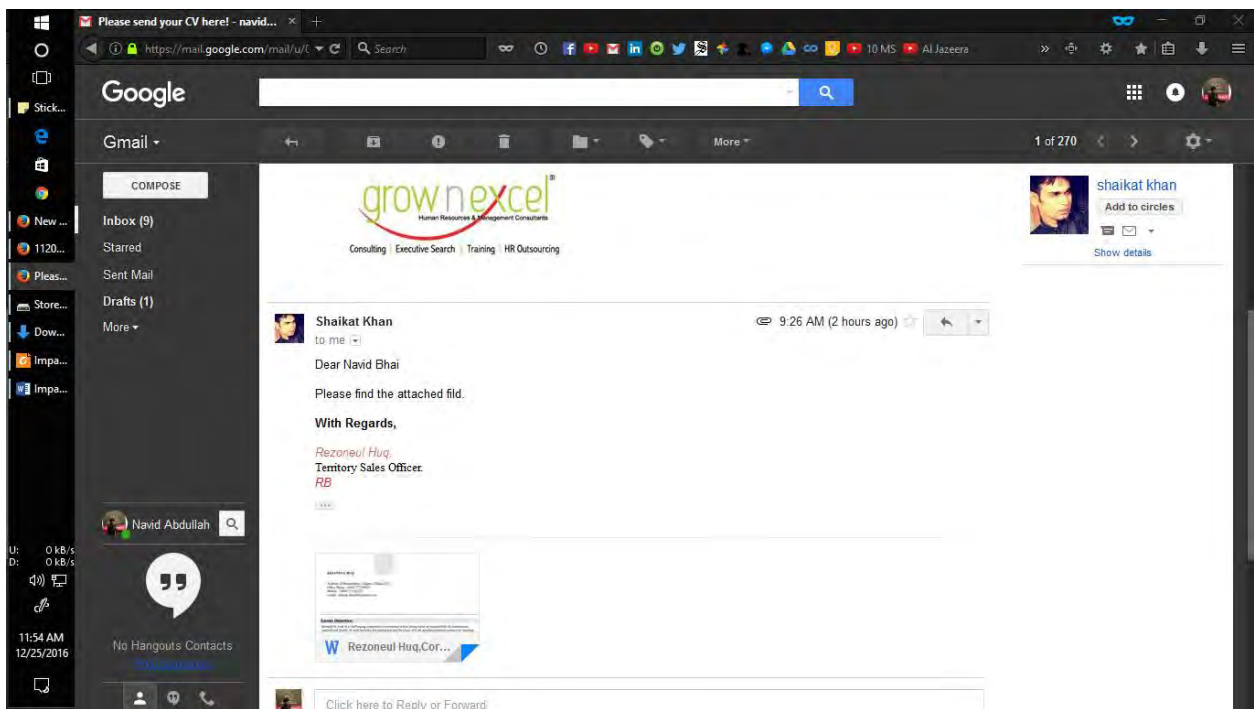 Please send your CV here! - navid...
https://mail.google.com/mail/u/(
Search
10 MS
Al Jazeera
Stick...
New ...
1120...
Pleas...
Store...
Dow...
Impa...
Impa...
U: 0 kB/s
D: 0 kB/s
11:54 AM
12/25/2016
Google
Gmail
More
1 of 270
COMPOSE
Inbox (9)
Starred
Sent Mail
Drafts (1)
More
Navid Abdullah
No Hangouts Contacts
grow n excel®
Human Resources & Management Consultants
Consulting | Executive Search | Training | HR Outsourcing
shaikat khan
Add to circles
Show details
Shaikat Khan
9:26 AM (2 hours ago)
to me
Dear Navid Bhai
Please find the attached fild.
With Regards,
Rezoneul Huq,
Territory Sales Officer.
RB
...
W Rezoneul Huq,Cor...
Click here to Reply or Forward